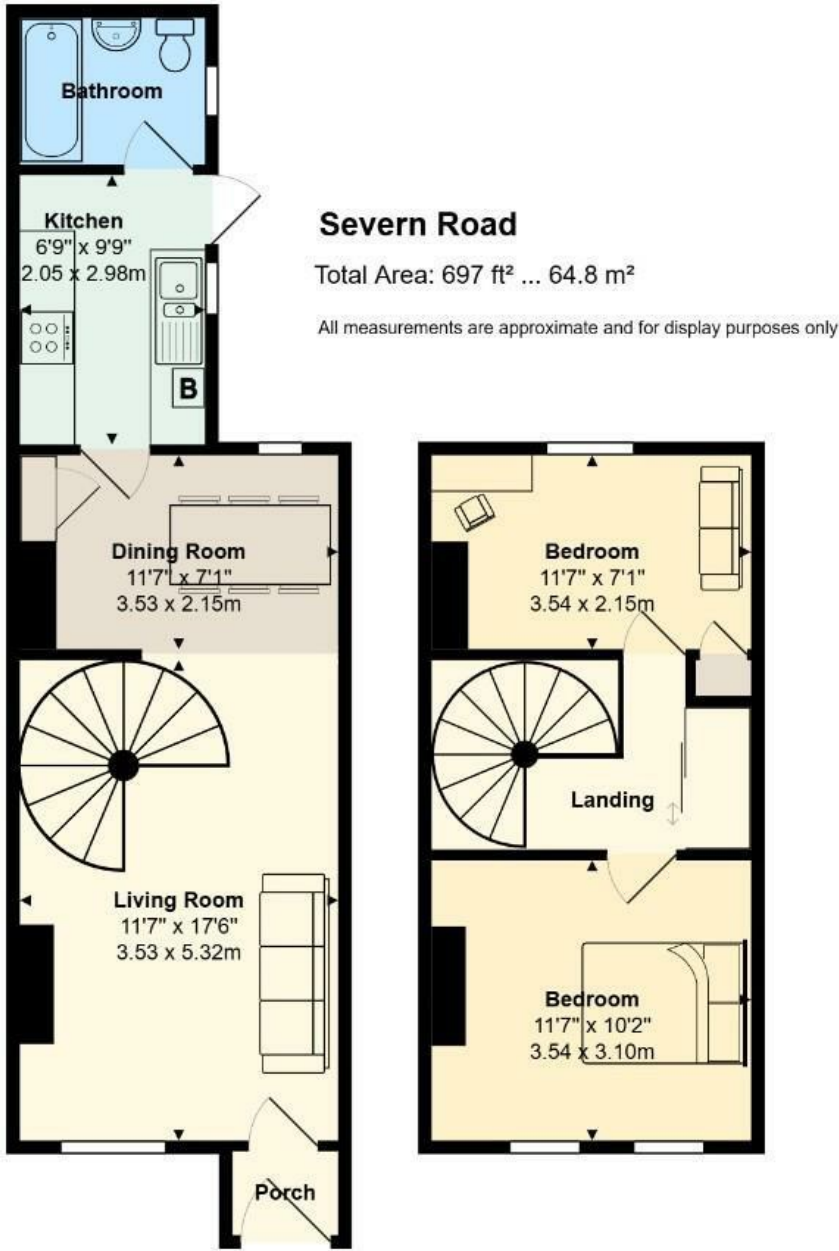 Bathroom
Kitchen
6'9" x 9'9"
2.05 x 2.98m
B
Severn Road
Total Area: 697 ft² ... 64.8 m²
All measurements are approximate and for display purposes only
Dining Room
11'7" x 7'1"
3.53 x 2.15m
Living Room
11'7" x 17'6"
3.53 x 5.32m
Porch
Bedroom
11'7" x 7'1"
3.54 x 2.15m
Landing
Bedroom
11'7" x 10'2"
3.54 x 3.10m